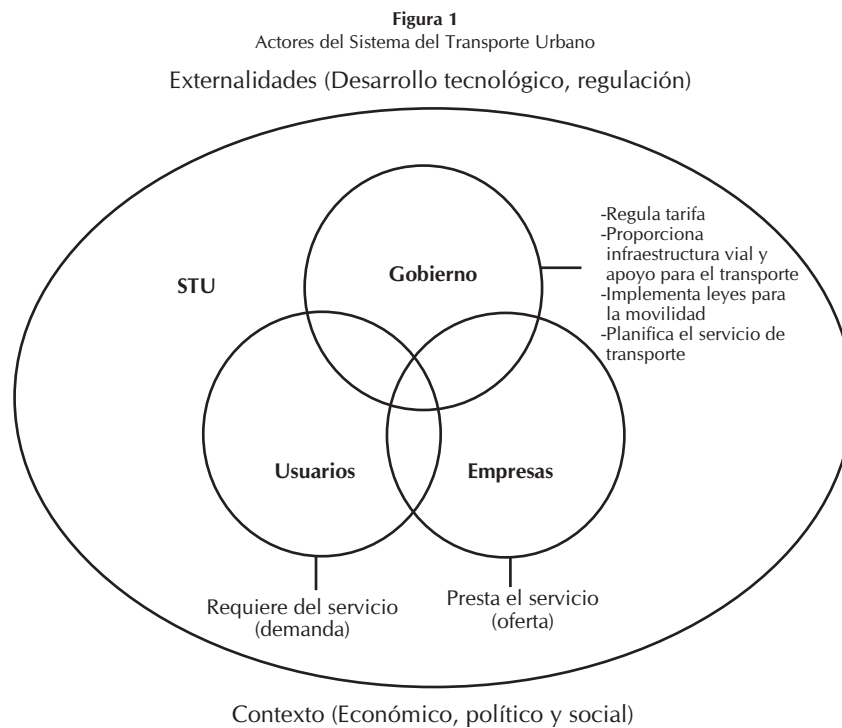 Figura 1
Actores del Sistema del Transporte Urbano
Externalidades (Desarrollo tecnológico, regulación)
-Regula tarifa
-Proporciona
infraestructura vial y
apoyo para el transporte
-Implementa leyes para
la movilidad
-Planifica el servicio de
transporte
Gobierno
STU
Usuarios
Empresas
Requiere del servicio
(demanda)
Presta el servicio
(oferta)
Contexto (Económico, político y social)